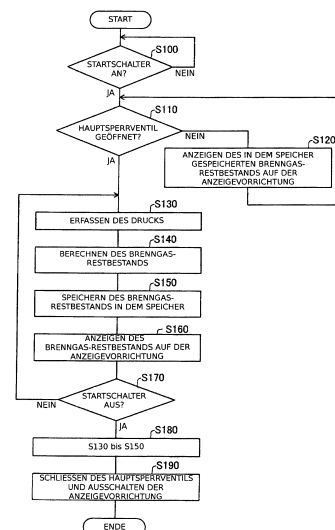 START
S100
STARTSCHALTER
AN?
NEIN
JA
S110
HAUPTSPERRVENTIL
GEÖFFNET?
NEIN
JA
S120
ANZEIGEN DES IN DEM SPEICHER
GESPEICHERTEN BRENNGAS-
RESTBESTANDS AUF DER
ANZEIGEVORRICHTUNG
S130
ERFASSEN DES DRUCKS
S140
BERECHNEN DES BRENNGAS-
RESTBESTANDS
S150
SPEICHERN DES BRENNGAS-
RESTBESTANDS IN DEM SPEICHER
S160
ANZEIGEN DES
BRENNGAS-RESTBESTANDS AUF DER
ANZEIGEVORRICHTUNG
S170
STARTSCHALTER
AUS?
NEIN
JA
S180
S130 bis S150
S190
SCHLIESSEN DES HAUPTSPERRVENTILS
UND AUSSCHALTEN DER
ANZEIGEVORRICHTUNG
ENDE